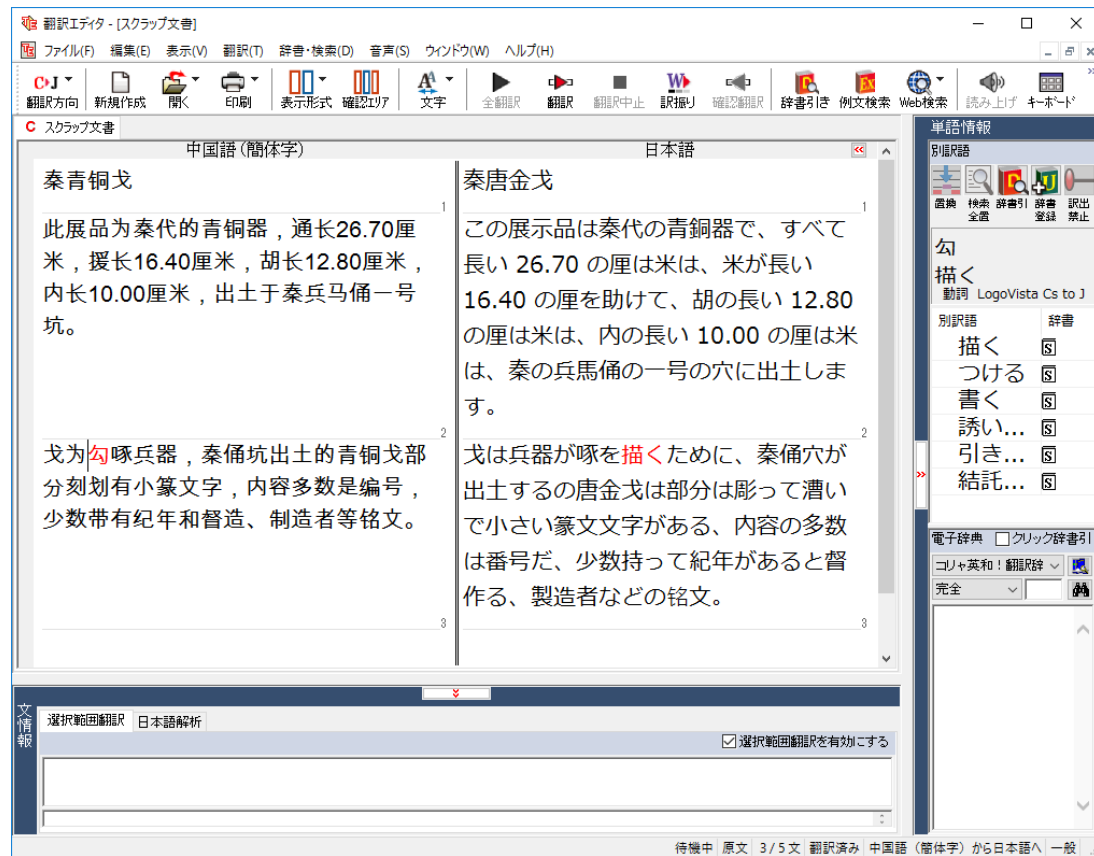 翻訳エディタ - [スクラップ文書]
ファイル(F) 編集(E) 表示(V) 翻訳(T) 辞書・検索(D) 音声(S) ウィンドウ(W) ヘルプ(H)
C›J
翻訳方向 新規作成 開く 印刷 表示形式 確認エリア 文字 全翻訳 翻訳 翻訳中止 訳振り 確認翻訳 辞書引き 例文検索 Web検索 読み上げ キーボード
C スクラップ文書
中国語(簡体字)
秦青铜戈
1
此展品为秦代的青铜器，通长26.70厘
米，援长16.40厘米，胡长12.80厘米，
内长10.00厘米，出土于秦兵马俑一号
坑。
2
戈为勾啄兵器，秦俑坑出土的青铜戈部
分刻划有小篆文字，内容多数是编号，
少数带有纪年和督造、制造者等铭文。
3
日本語
秦唐金戈
1
この展示品は秦代の青銅器で、すべて
長い 26.70 の厘は米は、米が長い
16.40 の厘を助けて、胡の長い 12.80
の厘は米は、内の長い 10.00 の厘は米
は、秦の兵馬俑の一号の穴に出土しま
す。
2
戈は兵器が啄を描くために、秦俑穴が
出土するの唐金戈は部分は彫って漕い
で小さい篆文文字がある、内容の多数
は番号だ、少数持って紀年があると督
作る、製造者などの铭文。
3
単語情報
別訳語
置換 検索全置 辞書引 辞書登録 訳出禁止
勾
描く
動詞 LogoVista Cs to J
別訳語 辞書
描く S
つける S
書く S
誘い... S
引き... S
結託... S
電子辞典 クリック辞書引
コリャ英和！翻訳辞
完全
文情報
選択範囲翻訳 日本語解析
選択範囲翻訳を有効にする
待機中 原文 3/5文 翻訳済み 中国語（簡体字）から日本語へ 一般